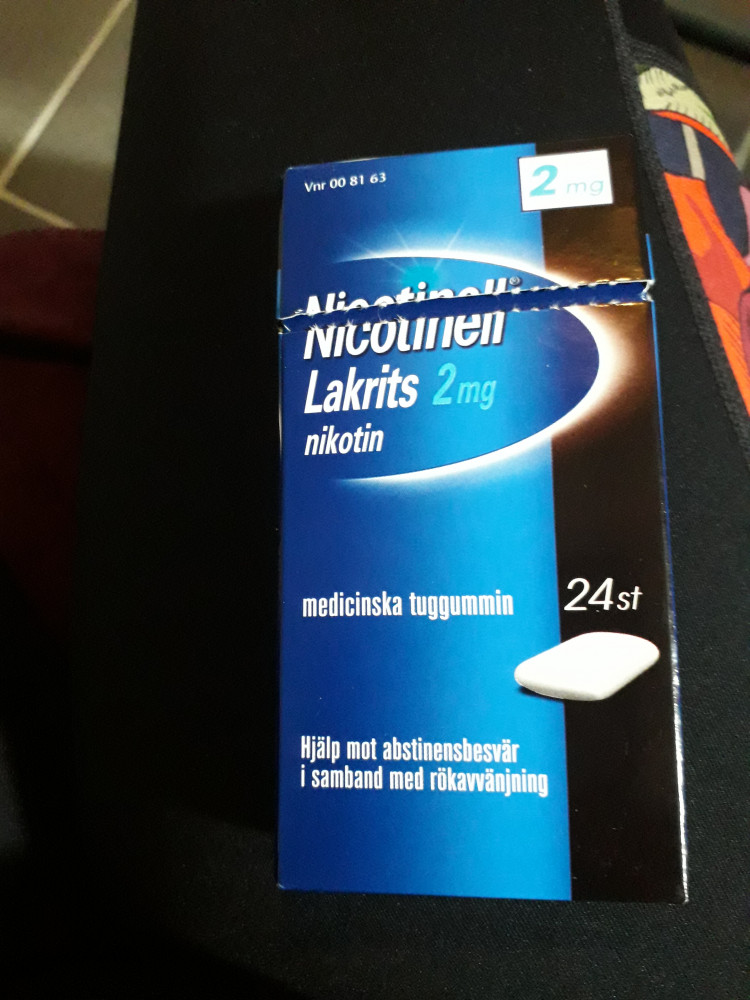 Vnr 00 81 63
2 mg
Nicotinell®
Lakrits 2mg
nikotin
medicinska tuggummin
24st
Hjälp mot abstinensbesvär
i samband med rökavvänjning